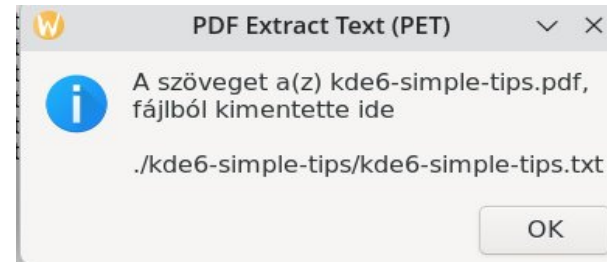 PDF Extract Text (PET)
A szöveget a(z) kde6-simple-tips.pdf,
fájlból kimentette ide
./kde6-simple-tips/kde6-simple-tips.txt
OK